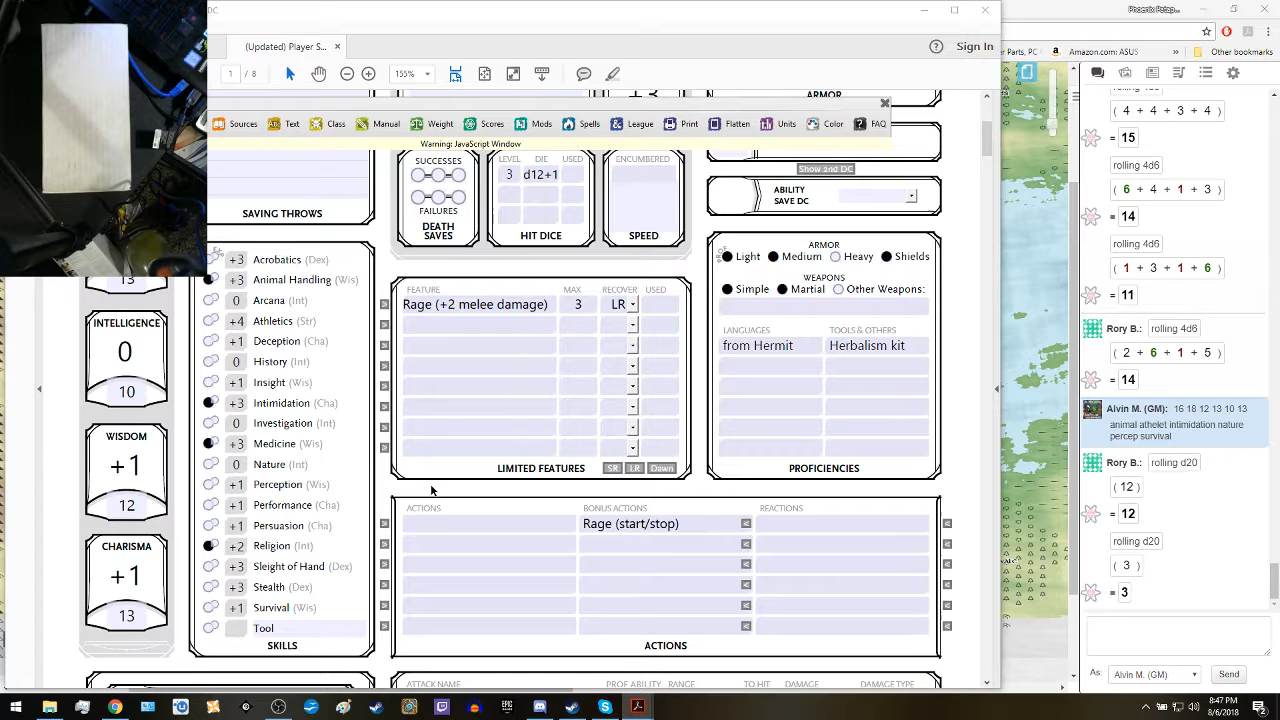 DC
Phoenix
(Updated) Player S...
Sign In
1 / 8
155%
er Parts, PC
Amazon.com: ASUS
Other bookmarks
Sources
Manual
Weight
Scores
Mods
Spells
League
Print
Flatten
Units
Color
FAQ
Warning: JavaScript Window
ARMOR
SUCCESSES
FAILURES
DEATH
SAVES
LEVEL DIE USED
3 d12+1
HIT DICE
ENCUMBERED
SPEED
Show 2nd DC
ABILITY
SAVE DC
SAVING THROWS
13
INTELLIGENCE
0
10
WISDOM
+1
12
CHARISMA
+1
13
+3 Acrobatics (Dex)
+3 Animal Handling (Wis)
0 Arcana (Int)
+4 Athletics (Str)
+1 Deception (Cha)
0 History (Int)
+1 Insight (Wis)
+3 Intimidation (Cha)
0 Investigation (Int)
+3 Medicine (Wis)
0 Nature (Int)
+1 Perception (Wis)
+1 Performance (Cha)
+1 Persuasion (Cha)
+2 Religion (Int)
+3 Sleight of Hand (Dex)
+3 Stealth (Dex)
+1 Survival (Wis)
Tool
SKILLS
FEATURE MAX RECOVER USED
Rage (+2 melee damage) 3 LR
LIMITED FEATURES SR LR Dawn
ARMOR
Light Medium Heavy Shields
WEAPONS
Simple Martial Other Weapons:
LANGUAGES TOOLS & OTHERS
from Hermit Herbalism kit
PROFICIENCIES
ACTIONS BONUS ACTIONS REACTIONS
Rage (start/stop)
ACTIONS
ATTACK NAME PROF ABILITY RANGE TO HIT DAMAGE DAMAGE TYPE
( 4 + 4 + 3 + 4 )
= 15
rolling 4d6
( 6 + 4 + 1 + 3 )
= 14
rolling 4d6
( 1 + 3 + 1 + 6 )
= 11
Rory B.: rolling 4d6
( 2 + 6 + 1 + 5 )
= 14
Alvin M. (GM): 16 18 12 13 10 13
animal athelet intimidation nature
percep survival
Rory B.: rolling d20
( 12 )
= 12
rolling d20
( 3 )
= 3
As: Alvin M. (GM) Send
8:47 PM
8/6/2018